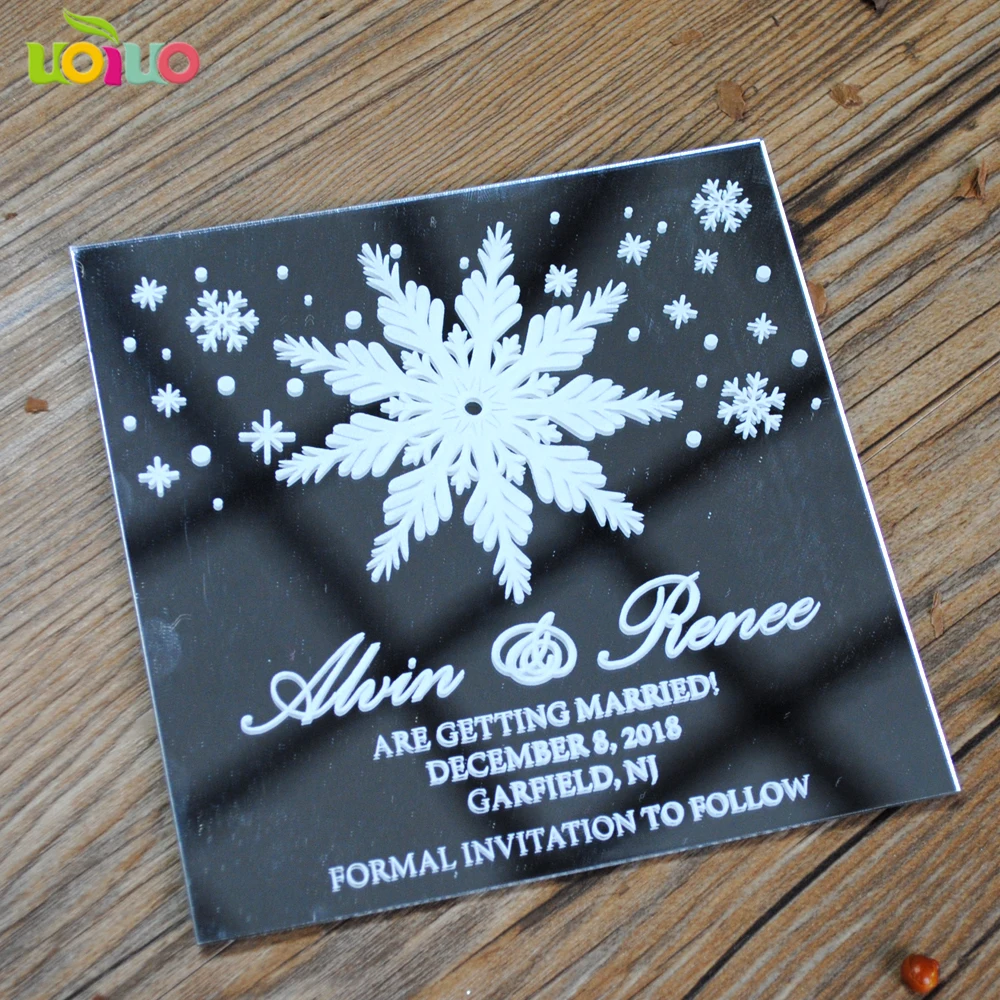 uoiuo
Alvin & Renee
ARE GETTING MARRIED!
DECEMBER 8, 2018
GARFIELD, NJ
FORMAL INVITATION TO FOLLOW